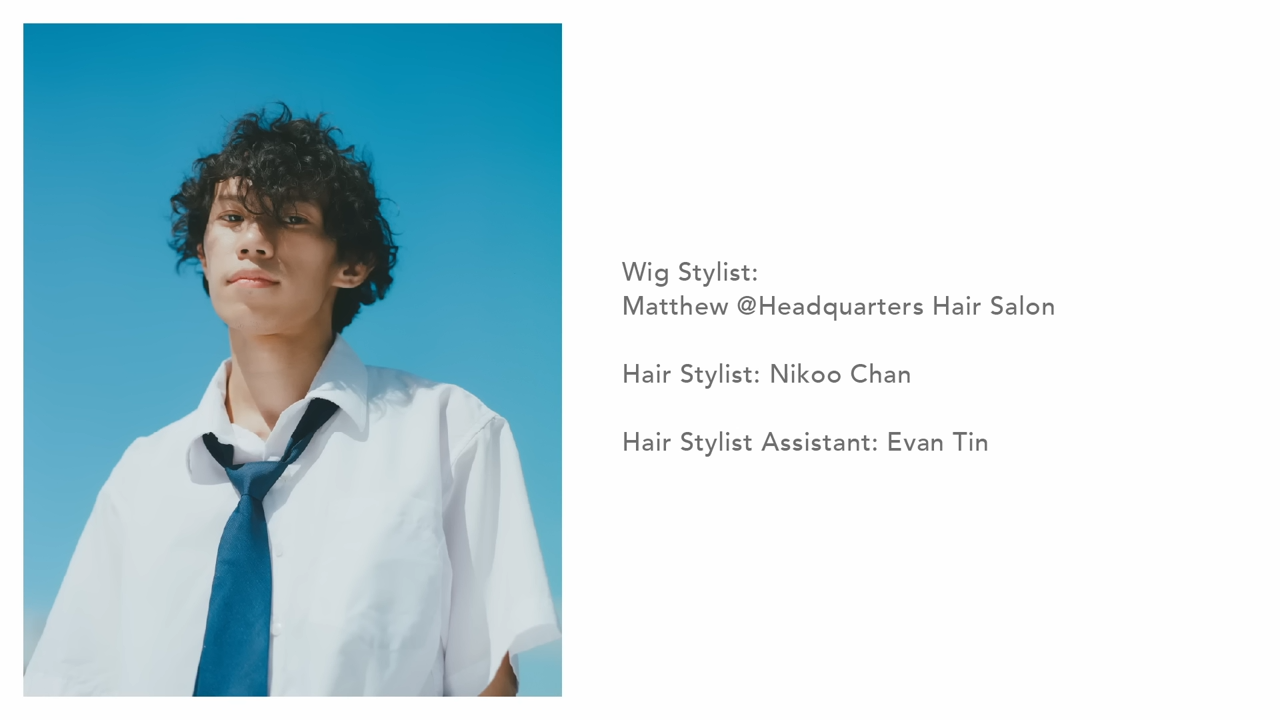 Wig Stylist:
Matthew @Headquarters Hair Salon
Hair Stylist: Nikoo Chan
Hair Stylist Assistant: Evan Tin